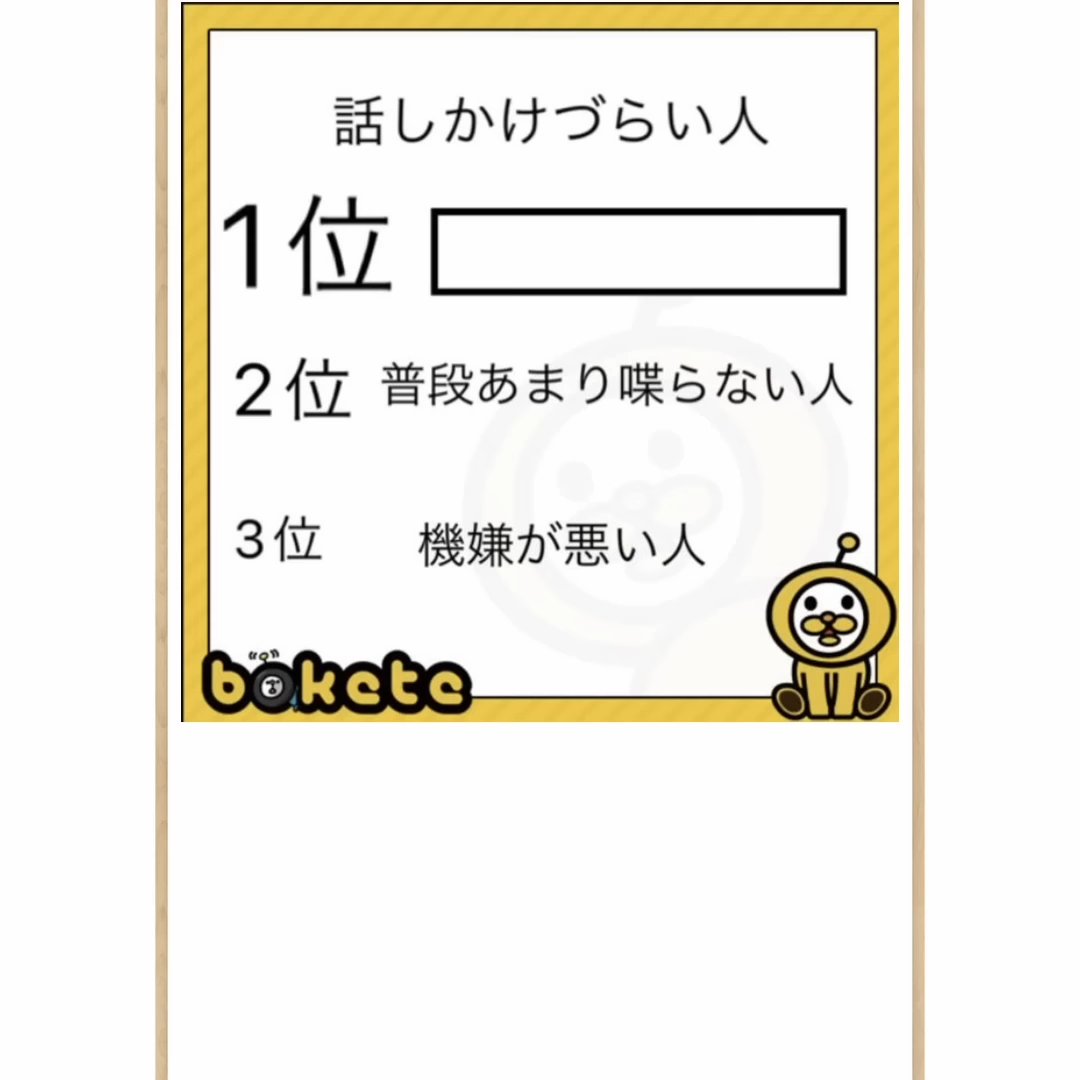 話しかけづらい人
1位
2位 普段あまり喋らない人
3位 機嫌が悪い人
bokete